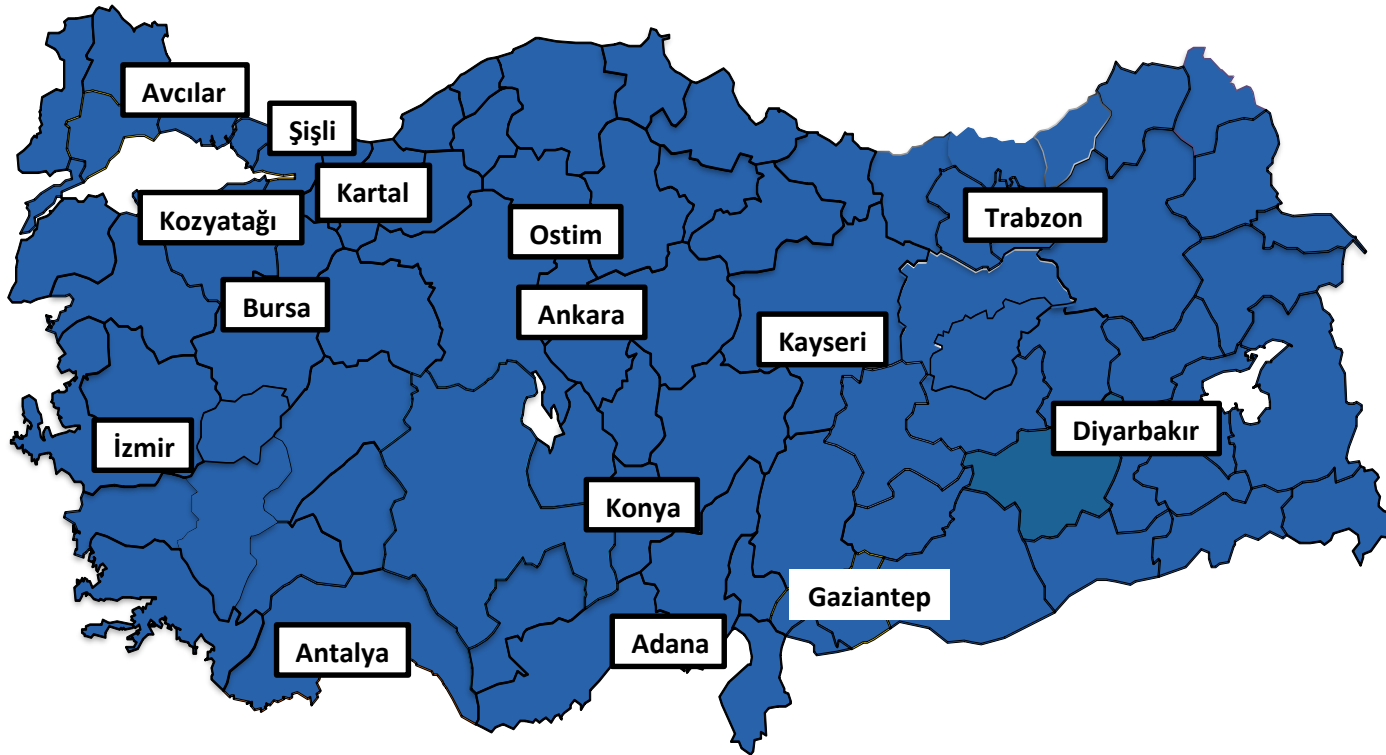 Avcılar
Şişli
Kartal
Kozyatağı
Trabzon
Ostim
Bursa
Ankara
Kayseri
Diyarbakır
İzmir
Konya
Gaziantep
Adana
Antalya